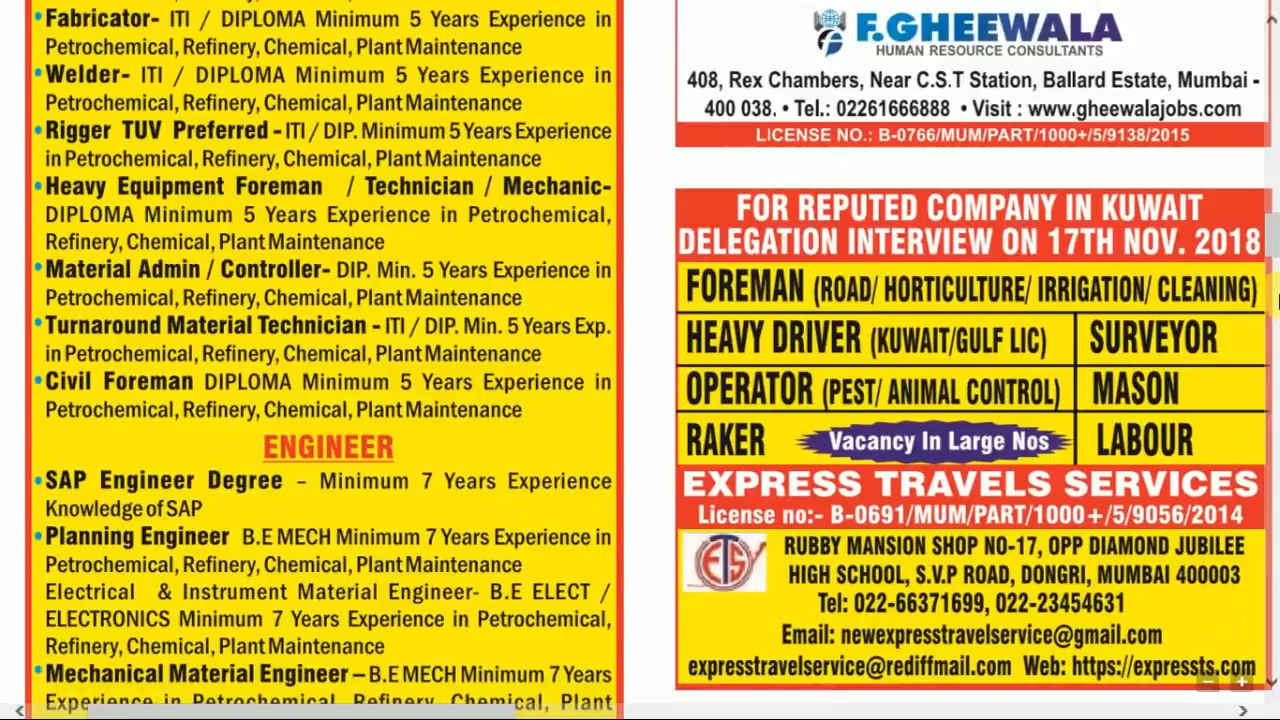 •Fabricator- ITI / DIPLOMA Minimum 5 Years Experience in
Petrochemical, Refinery, Chemical, Plant Maintenance
•Welder- ITI / DIPLOMA Minimum 5 Years Experience in
Petrochemical, Refinery, Chemical, Plant Maintenance
•Rigger TUV Preferred - ITI / DIP. Minimum 5 Years Experience
in Petrochemical, Refinery, Chemical, Plant Maintenance
•Heavy Equipment Foreman / Technician / Mechanic-
DIPLOMA Minimum 5 Years Experience in Petrochemical,
Refinery, Chemical, Plant Maintenance
•Material Admin / Controller- DIP. Min. 5 Years Experience in
Petrochemical, Refinery, Chemical, Plant Maintenance
•Turnaround Material Technician - ITI / DIP. Min. 5 Years Exp.
in Petrochemical, Refinery, Chemical, Plant Maintenance
•Civil Foreman DIPLOMA Minimum 5 Years Experience in
Petrochemical, Refinery, Chemical, Plant Maintenance
ENGINEER
•SAP Engineer Degree – Minimum 7 Years Experience
Knowledge of SAP
•Planning Engineer B.E MECH Minimum 7 Years Experience in
Petrochemical, Refinery, Chemical, Plant Maintenance
Electrical & Instrument Material Engineer- B.E ELECT /
ELECTRONICS Minimum 7 Years Experience in Petrochemical,
Refinery, Chemical, Plant Maintenance
•Mechanical Material Engineer – B.E MECH Minimum 7 Years
Experience in Petrochemical, Refinery, Chemical, Plant
F.GHEEWALA
HUMAN RESOURCE CONSULTANTS
408, Rex Chambers, Near C.S.T Station, Ballard Estate, Mumbai -
400 038. • Tel.: 02261666888 • Visit : www.gheewalajobs.com
LICENSE NO.: B-0766/MUM/PART/1000+/5/9138/2015
FOR REPUTED COMPANY IN KUWAIT
DELEGATION INTERVIEW ON 17TH NOV. 2018
FOREMAN (ROAD/ HORTICULTURE/ IRRIGATION/ CLEANING)
HEAVY DRIVER (KUWAIT/GULF LIC) SURVEYOR
OPERATOR (PEST/ ANIMAL CONTROL) MASON
RAKER Vacancy In Large Nos LABOUR
EXPRESS TRAVELS SERVICES
License no:- B-0691/MUM/PART/1000+/5/9056/2014
ETS
RUBBY MANSION SHOP NO-17, OPP DIAMOND JUBILEE
HIGH SCHOOL, S.V.P ROAD, DONGRI, MUMBAI 400003
Tel: 022-66371699, 022-23454631
Email: newexpresstravelservice@gmail.com
expresstravelservice@rediffmail.com Web: https://expressts.com